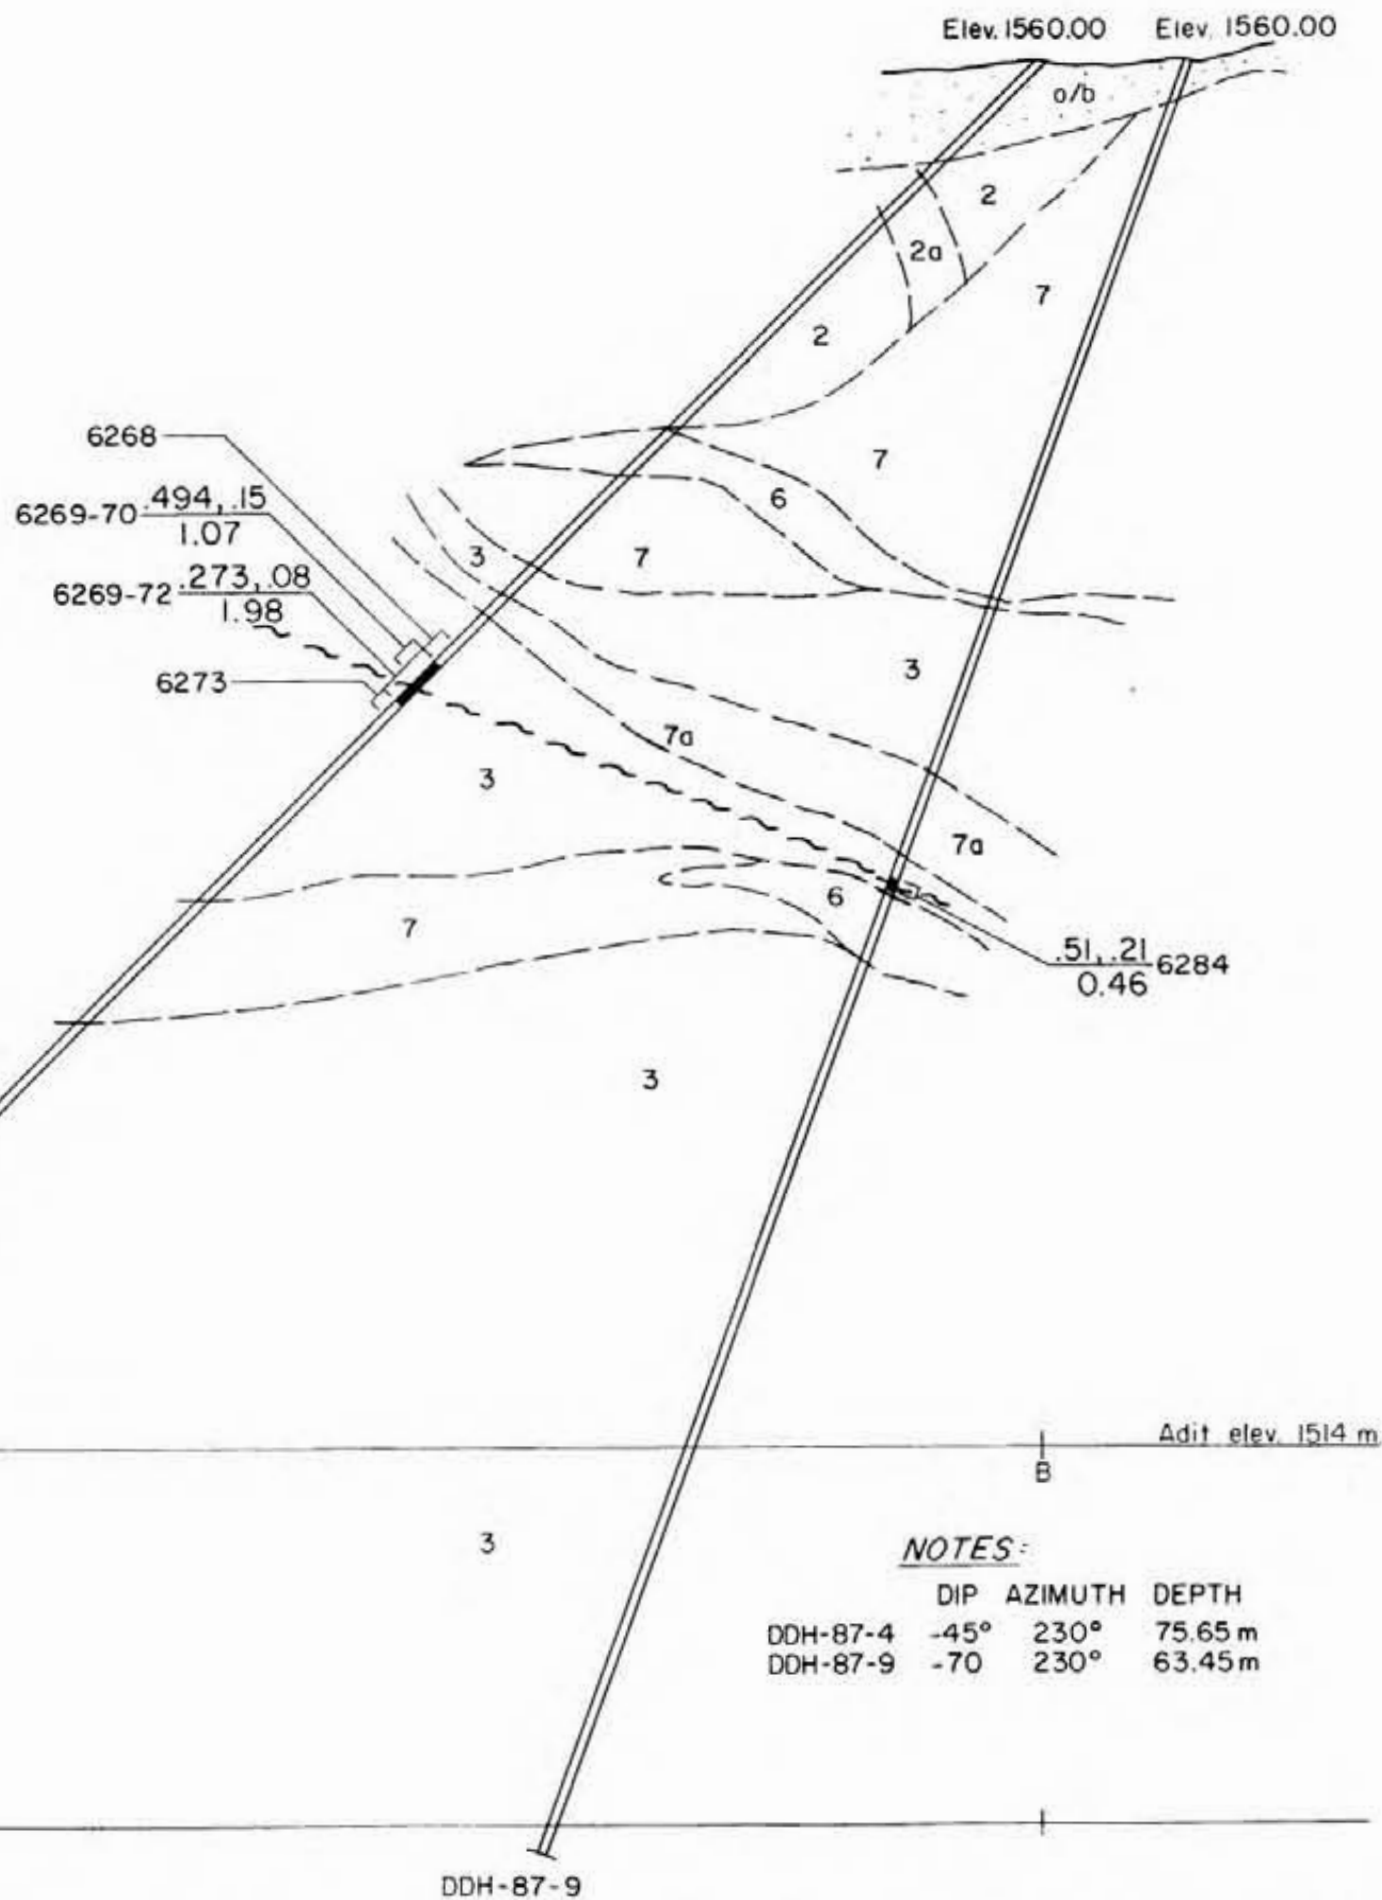 Elev. 1560.00 Elev. 1560.00
o/b
2
2a
7
2
6268
7
6
6269-70 .494, .15
1.07
3
7
6269-72 .273, .08
1.98
3
6273
7a
3
7a
6
7
.51, .21 6284
0.46
3
Adit elev. 1514 m
B
3
NOTES:
DIP AZIMUTH DEPTH
DDH-87-4 -45° 230° 75.65 m
DDH-87-9 -70 230° 63.45 m
DDH-87-9